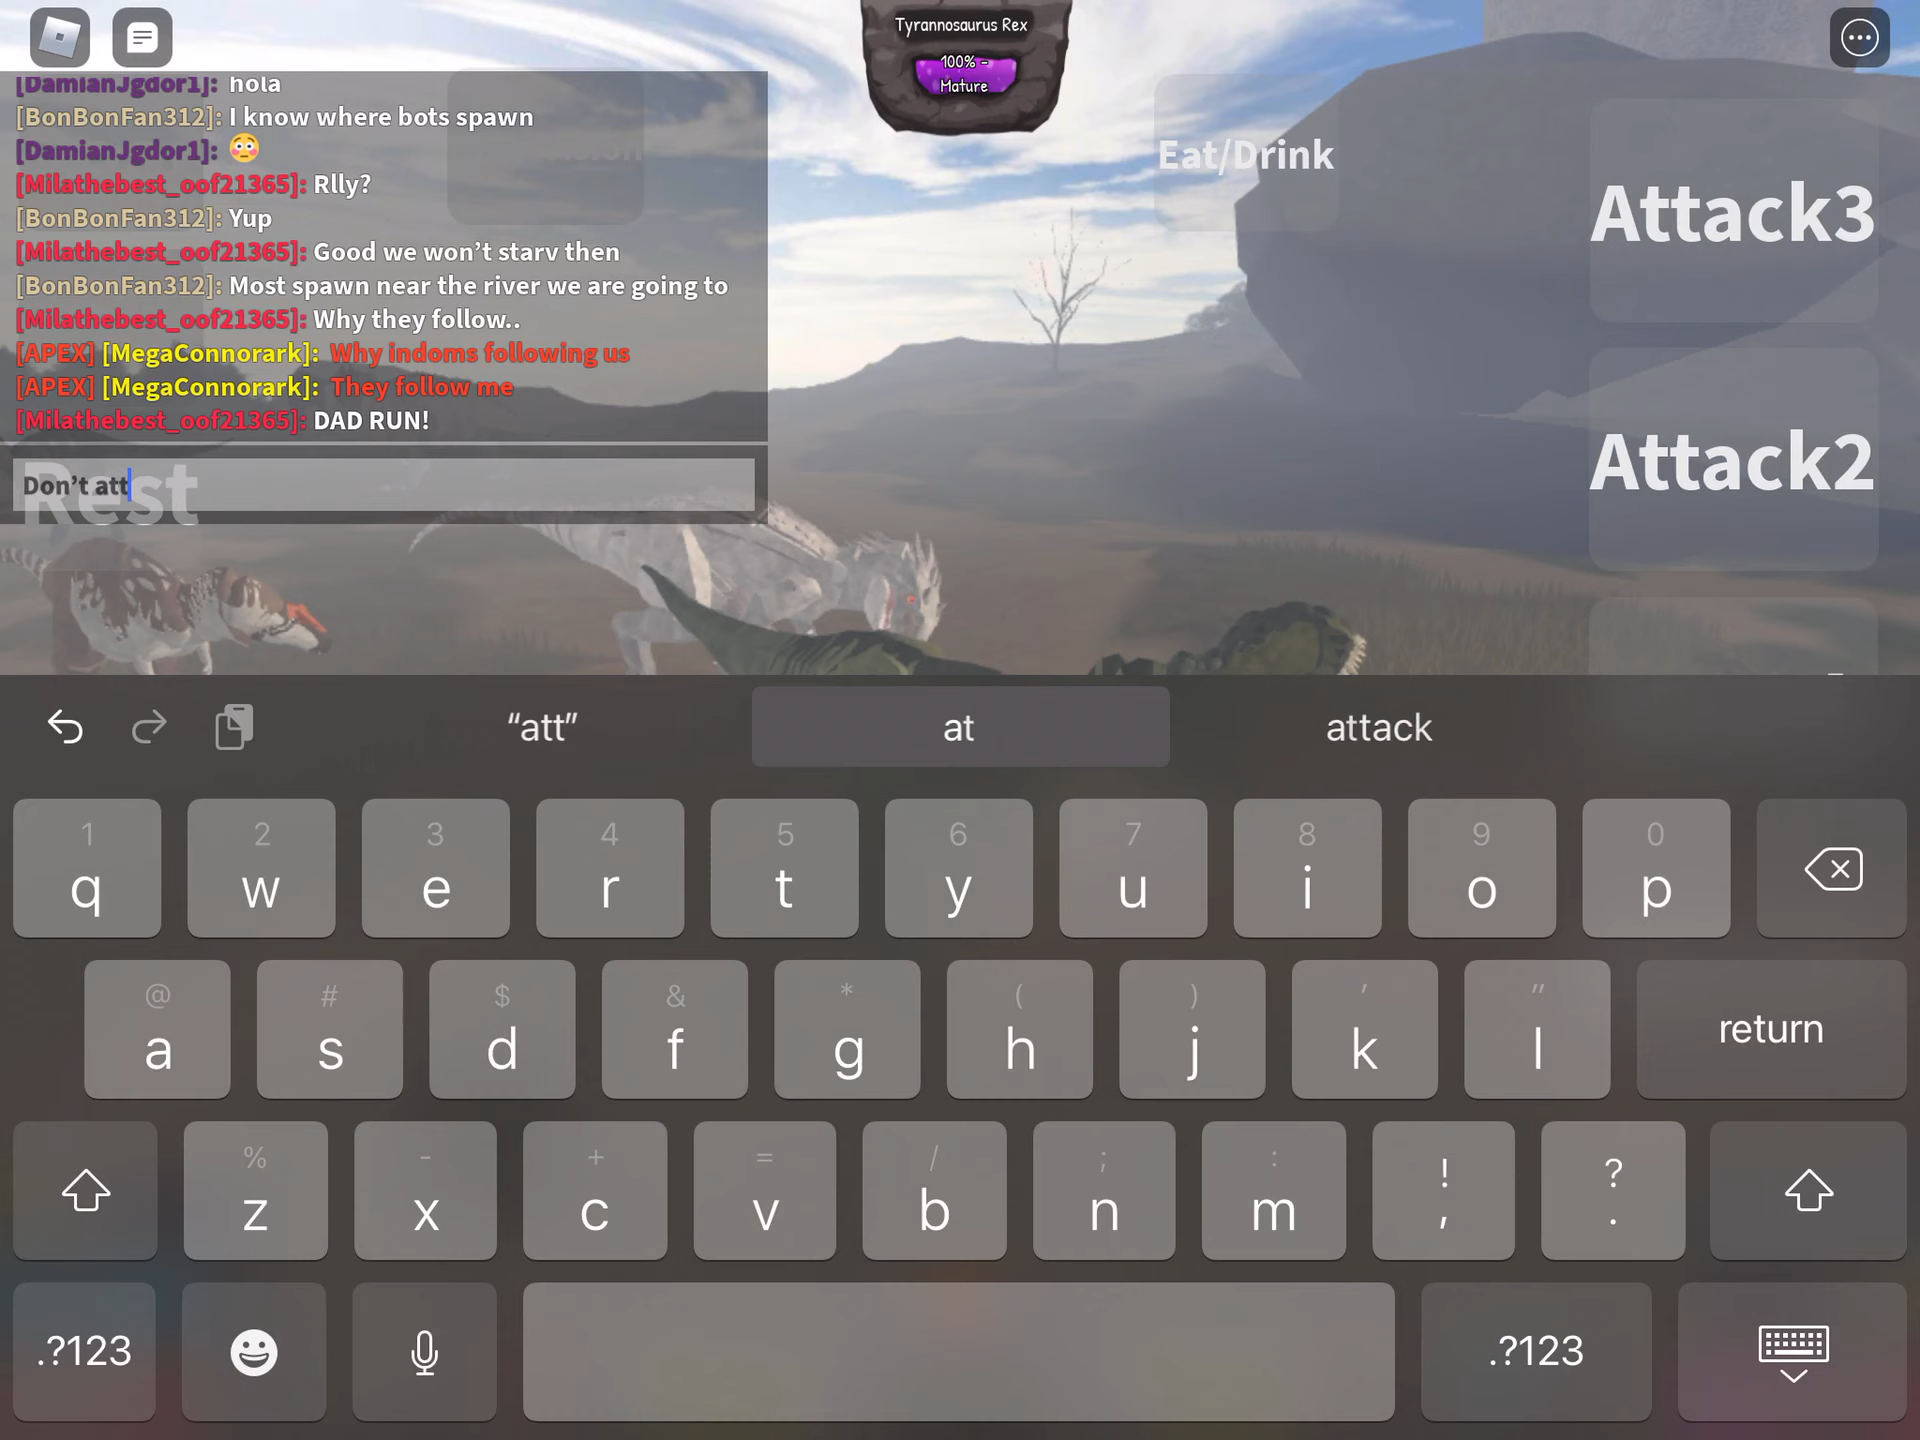 Tyrannosaurus Rex
100% -
Mature
[DamianJgdor1]: hola
[BonBonFan312]: I know where bots spawn
[DamianJgdor1]: 😳
[Milathebest_oof21365]: Rlly?
[BonBonFan312]: Yup
[Milathebest_oof21365]: Good we won’t starv then
[BonBonFan312]: Most spawn near the river we are going to
[Milathebest_oof21365]: Why they follow..
[APEX] [MegaConnorark]: Why indoms following us
[APEX] [MegaConnorark]: They follow me
[Milathebest_oof21365]: DAD RUN!
Don’t att
Rest
Eat/Drink
Attack3
Attack2
“att” at attack
1 2 3 4 5 6 7 8 9 0
q w e r t y u i o p
@ # $ & * ( ) ' "
a s d f g h j k l return
% - + = / ; : ! ?
z x c v b n m , .
.?123 .?123